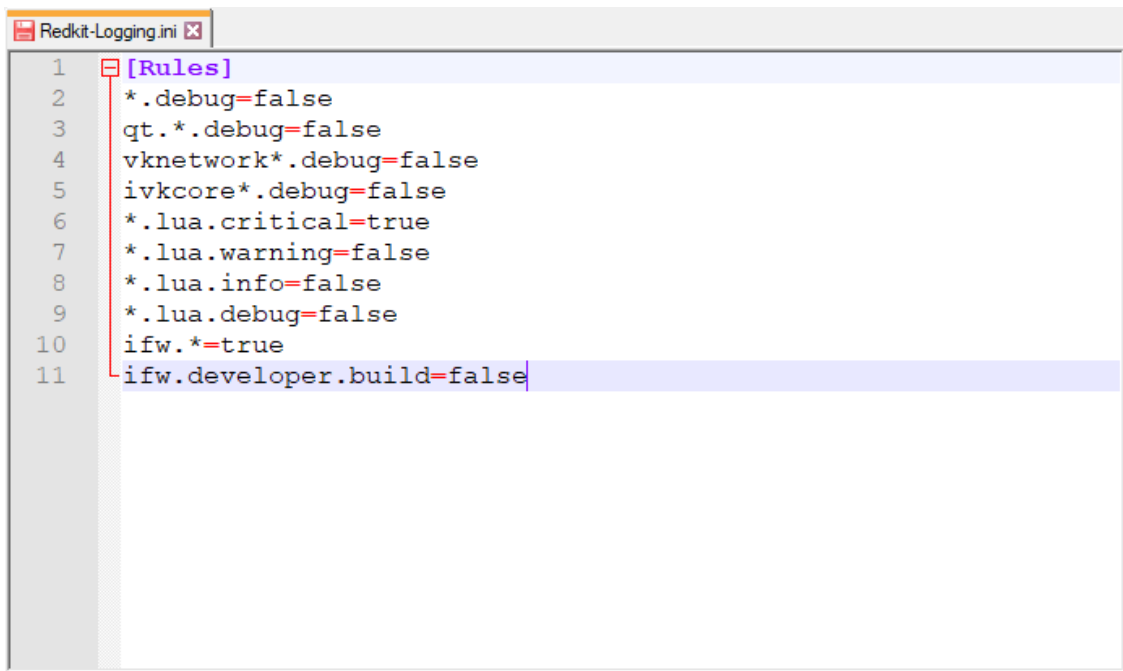 Redkit-Logging.ini
1 [Rules]
2 *.debug=false
3 qt.*.debug=false
4 vknetwork*.debug=false
5 ivkcore*.debug=false
6 *.lua.critical=true
7 *.lua.warning=false
8 *.lua.info=false
9 *.lua.debug=false
10 ifw.*=true
11 ifw.developer.build=false